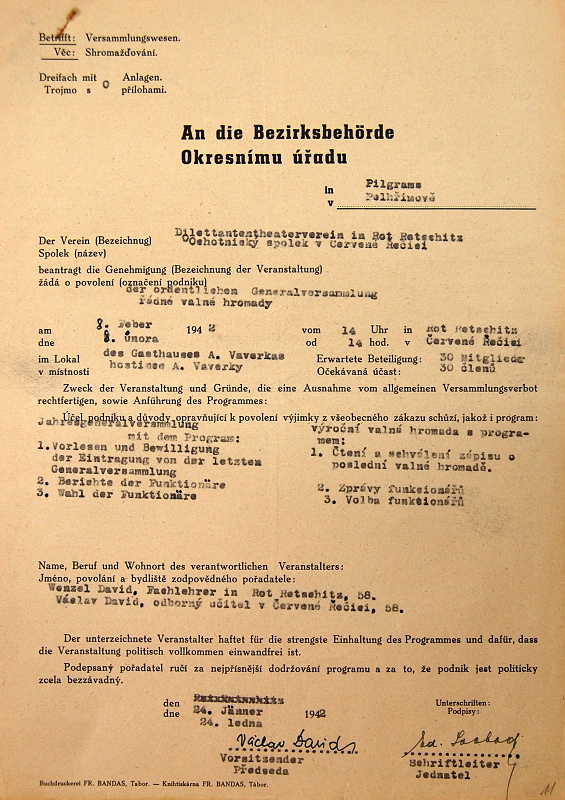 Betrifft: Versammlungswesen.
Věc: Shromažďování.
Dreifach mit 0 Anlagen.
Trojmo s přílohami.
An die Bezirksbehörde
Okresnímu úřadu
in Pilgrams
v Pelhřimově
Der Verein (Bezeichnug) Dilettantentheaterverein in Rot Retschitz
Spolek (název) Ochotnický spolek v Červené Řečici
beantragt die Genehmigung (Bezeichnung der Veranstaltung)
žádá o povolení (označení podniku)
der ordentlichen Generalversammlung
řádné valné hromady
am 8. Feber 1942 vom 14 Uhr in Rot Retschitz
dne 8. února od 14 hod. v Červené Řečici
im Lokal des Gasthauses A. Vaverkas Erwartete Beteiligung: 30 Mitglieder
v místnosti hostince A. Vaverky Očekávaná účast: 30 členů
Zweck der Veranstaltung und Gründe, die eine Ausnahme vom allgemeinen Versammlungsverbot
rechtfertigen, sowie Anführung des Programmes:
Účel podniku a důvody opravňující k povolení výjimky z všeobecného zákazu schůzí, jakož i program:
Jahresgeneralversammlung
mit dem Program:
1. Vorlesen und Bewilligung
der Eintragung von der letzten
Generalversammlung
2. Berichte der Funktionäre
3. Wahl der Funktionäre
výroční valná hromada s programem:
1. Čtení a schválení zápisu o
poslední valné hromadě.
2. Zprávy funkcionářů
3. Volba funkcionářů
Name, Beruf und Wohnort des verantwortlichen Veranstalters:
Jméno, povolání a bydliště zodpovědného pořadatele:
Wenzel David, Fachlehrer in Rot Retschitz, 58.
Václav David, odborný učitel v Červené Řečici, 58.
Der unterzeichnete Veranstalter haftet für die strengste Einhaltung des Programmes und dafür, dass
die Veranstaltung politisch vollkommen einwandfrei ist.
Podepsaný pořadatel ručí za nejpřísnější dodržování programu a za to, že podnik jest politicky
zcela bezzávadný.
den 24. Jänner 1942 Unterschriften:
dne 24. ledna Podpisy:
Václav David Ed. Svoboda
Vorsitzender Schriftleiter
Předseda Jednatel
Buchdruckerei FR. BANDAS, Tabor. — Knihtiskárna FR. BANDAS, Tábor.
11